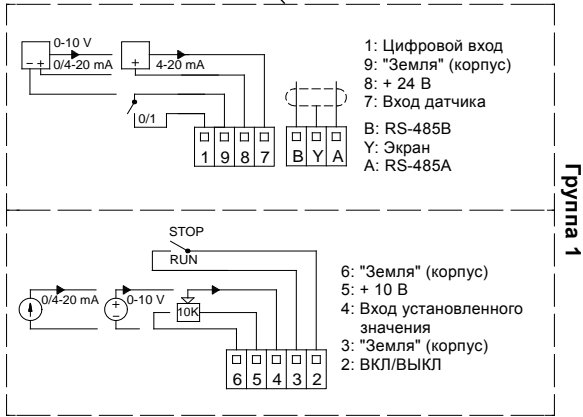 0-10 V
0/4-20 mA
4-20 mA
0/1
1 9 8 7
B Y A
1: Цифровой вход
9: "Земля" (корпус)
8: + 24 В
7: Вход датчика
B: RS-485B
Y: Экран
A: RS-485A
Группа 1
STOP
RUN
0/4-20 mA
0-10 V
10K
6 5 4 3 2
6: "Земля" (корпус)
5: + 10 В
4: Вход установленного
значения
3: "Земля" (корпус)
2: ВКЛ/ВЫКЛ